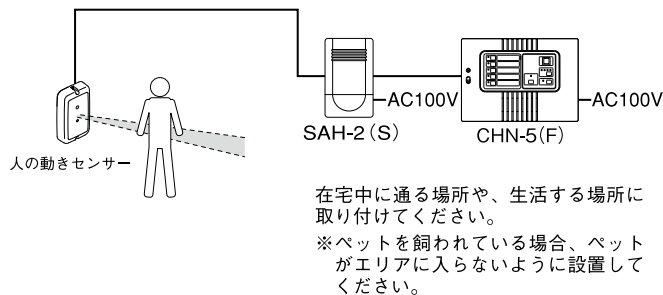 AC100V
AC100V
SAH-2(S)
CHN-5(F)
人の動きセンサー
在宅中に通る場所や、生活する場所に
取り付けてください。
※ペットを飼われている場合、ペット
がエリアに入らないように設置して
ください。